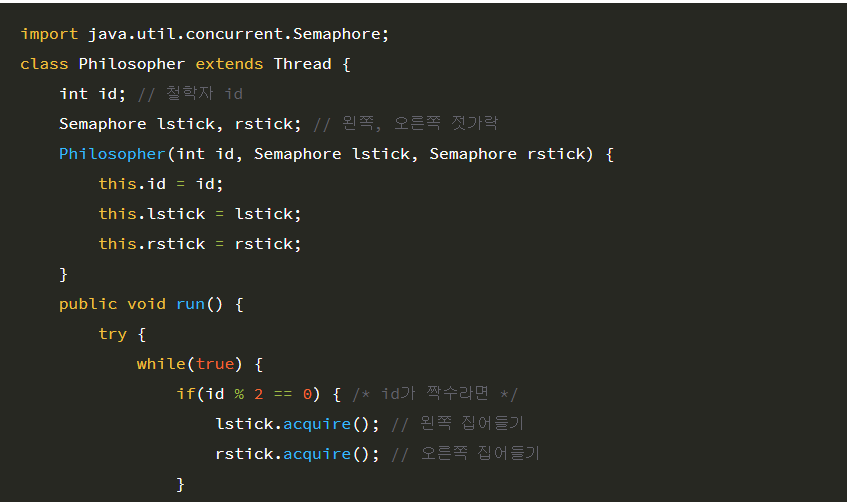 import java.util.concurrent.Semaphore;
class Philosopher extends Thread {
int id; // 철학자 id
Semaphore lstick, rstick; // 왼쪽, 오른쪽 젓가락
Philosopher(int id, Semaphore lstick, Semaphore rstick) {
this.id = id;
this.lstick = lstick;
this.rstick = rstick;
}
public void run() {
try {
while(true) {
if(id % 2 == 0) { /* id가 짝수라면 */
lstick.acquire(); // 왼쪽 집어들기
rstick.acquire(); // 오른쪽 집어들기
}